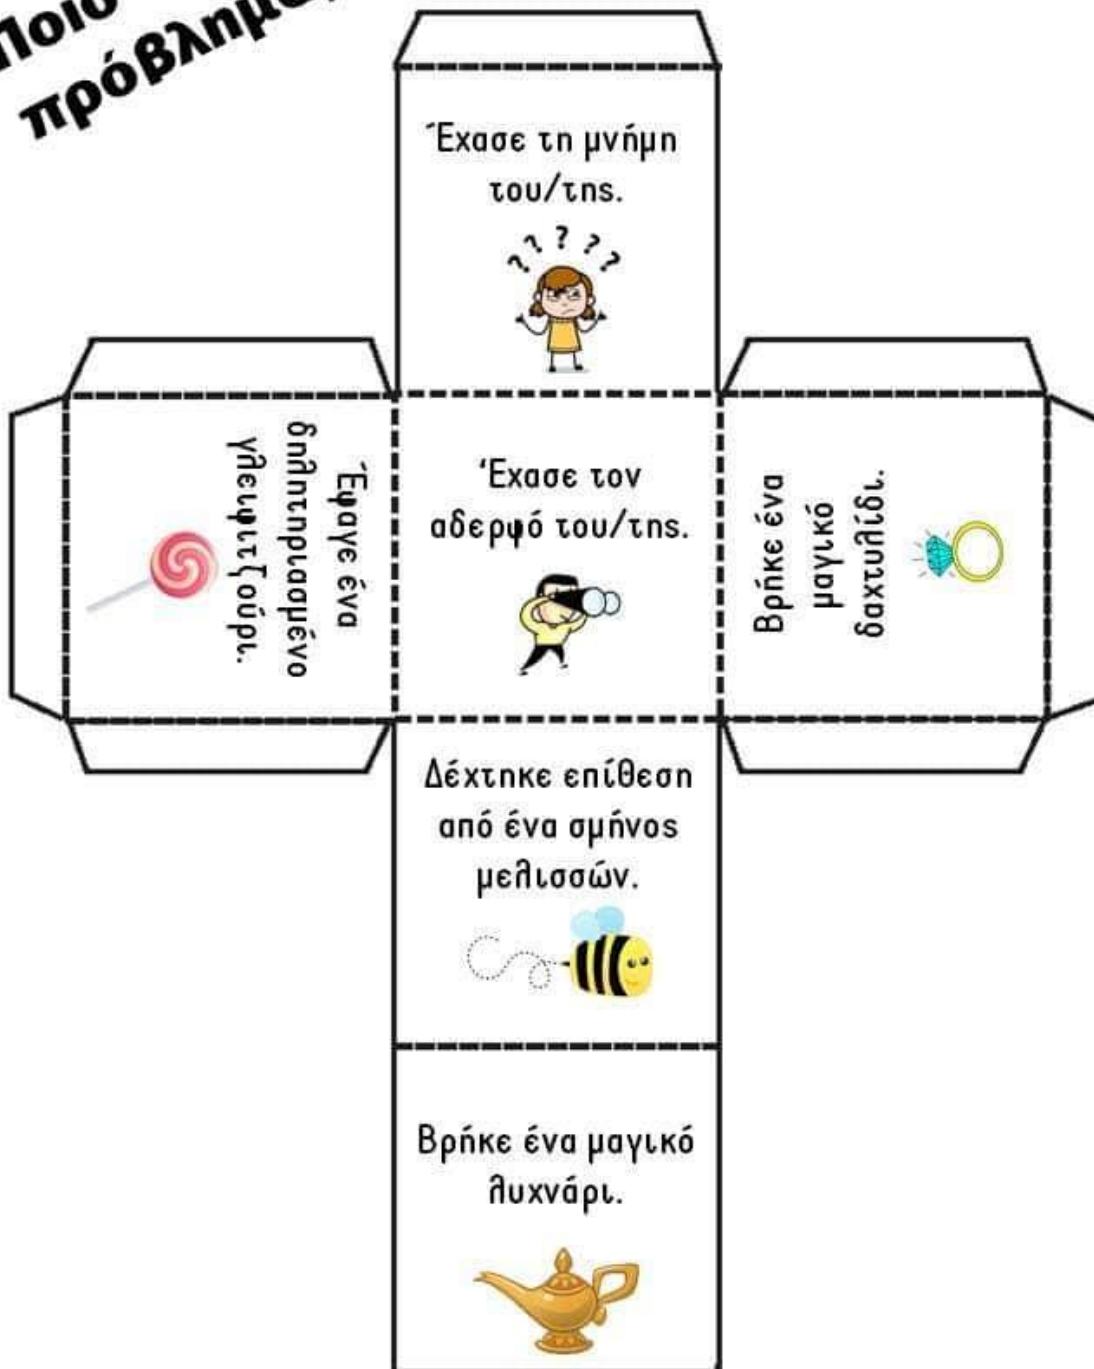 Ποιο
πρόβλημα;
Έχασε τη μνήμη
του/της.
? ? ? ? ?
Έφαγε ένα
δηλητηριασμένο
γλειφιτζούρι.
Έχασε τον
αδερφό του/της.
Βρήκε ένα
μαγικό
δαχτυλίδι.
Δέχτηκε επίθεση
από ένα σμήνος
μελισσών.
Βρήκε ένα μαγικό
λυχνάρι.